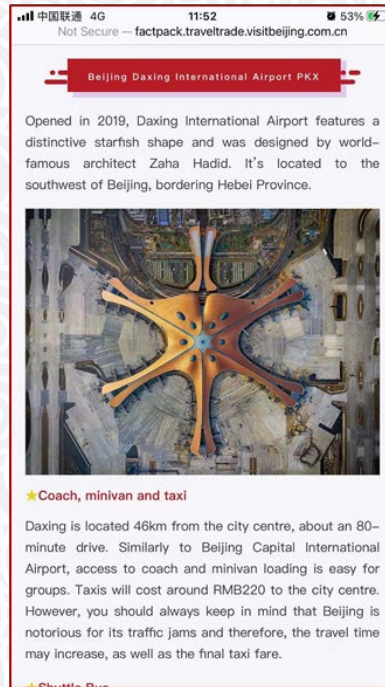 中国联通 4G 11:52 53%
Not Secure — factpack.traveltrade.visitbeijing.com.cn
Beijing Daxing International Airport PKX
Opened in 2019, Daxing International Airport features a
distinctive starfish shape and was designed by world–
famous architect Zaha Hadid. It's located to the
southwest of Beijing, bordering Hebei Province.
Coach, minivan and taxi
Daxing is located 46km from the city centre, about an 80–
minute drive. Similarly to Beijing Capital International
Airport, access to coach and minivan loading is easy for
groups. Taxis will cost around RMB220 to the city centre.
However, you should always keep in mind that Beijing is
notorious for its traffic jams and therefore, the travel time
may increase, as well as the final taxi fare.
Shuttle Bus